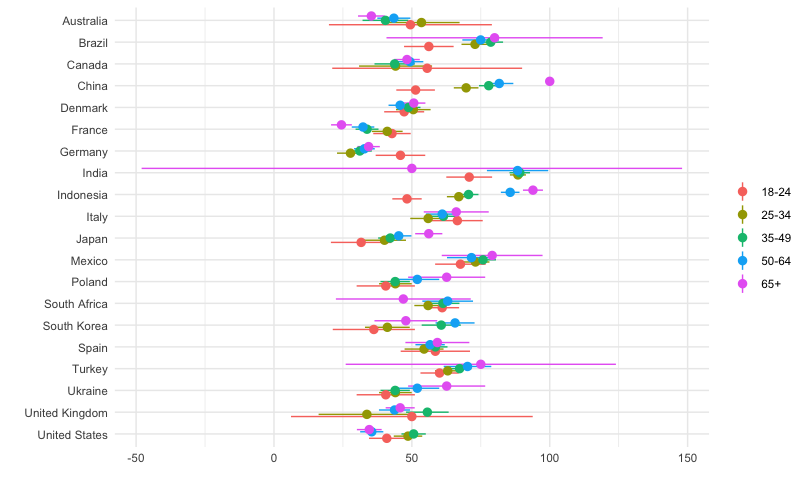 Australia
Brazil
Canada
China
Denmark
France
Germany
India
Indonesia
Italy
Japan
Mexico
Poland
South Africa
South Korea
Spain
Turkey
Ukraine
United Kingdom
United States
-50 0 50 100 150
18-24
25-34
35-49
50-64
65+